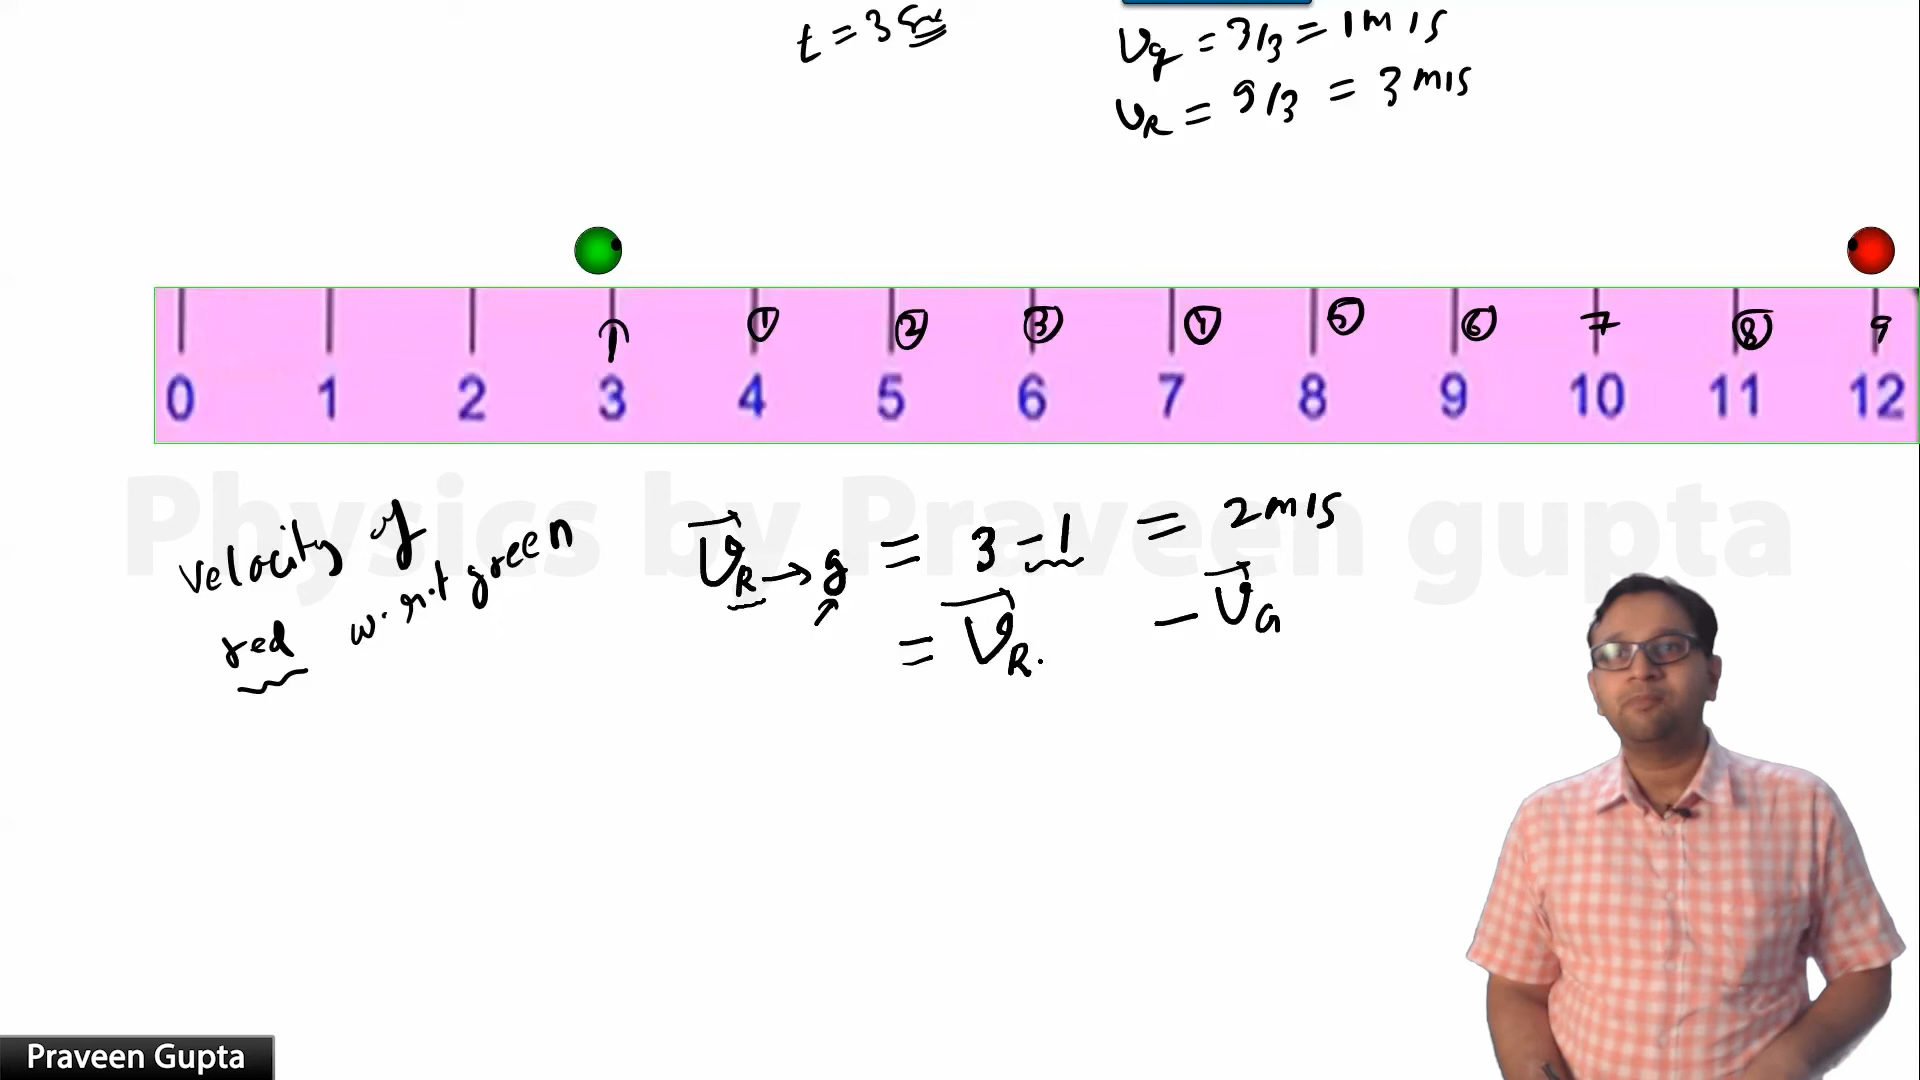 t = 3 sec
Vg = 3/3 = 1 m/s
VR = 9/3 = 3 m/s
① ② ③ ④ ⑤ ⑥ 7 ⑧ 9
0 1 2 3 4 5 6 7 8 9 10 11 12
Physics by Praveen gupta
velocity of
red w.r.t green
VR→g = 3 - 1 = 2 m/s
= VR. - VG
Praveen Gupta